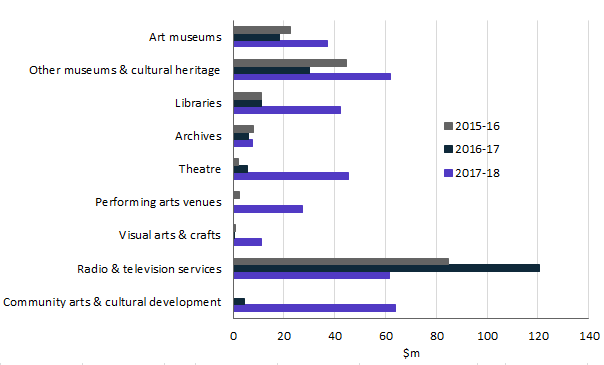 Art museums
Other museums & cultural heritage
Libraries
Archives
Theatre
Performing arts venues
Visual arts & crafts
Radio & television services
Community arts & cultural development
2015-16
2016-17
2017-18
0 20 40 60 80 100 120 140
$m